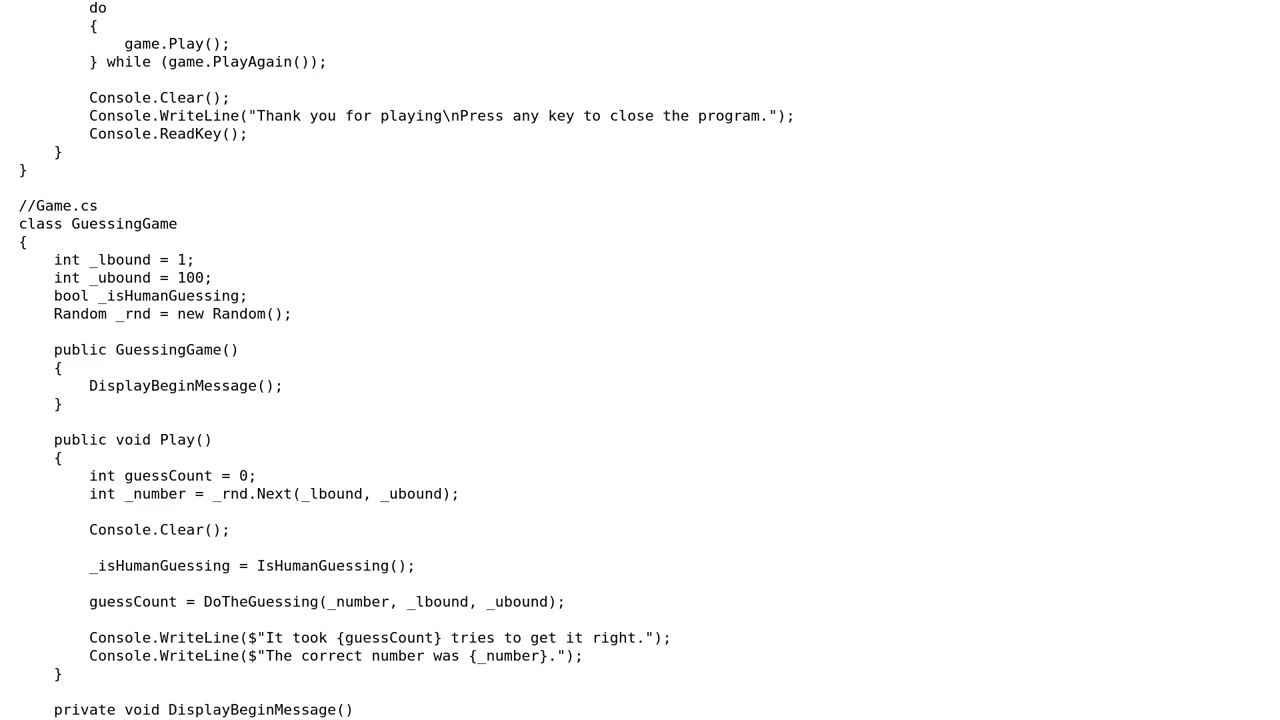 do
{
game.Play();
} while (game.PlayAgain());
Console.Clear();
Console.WriteLine("Thank you for playing\nPress any key to close the program.");
Console.ReadKey();
}
}
//Game.cs
class GuessingGame
{
int _lbound = 1;
int _ubound = 100;
bool _isHumanGuessing;
Random _rnd = new Random();
public GuessingGame()
{
DisplayBeginMessage();
}
public void Play()
{
int guessCount = 0;
int _number = _rnd.Next(_lbound, _ubound);
Console.Clear();
_isHumanGuessing = IsHumanGuessing();
guessCount = DoTheGuessing(_number, _lbound, _ubound);
Console.WriteLine($"It took {guessCount} tries to get it right.");
Console.WriteLine($"The correct number was {_number}.");
}
private void DisplayBeginMessage()